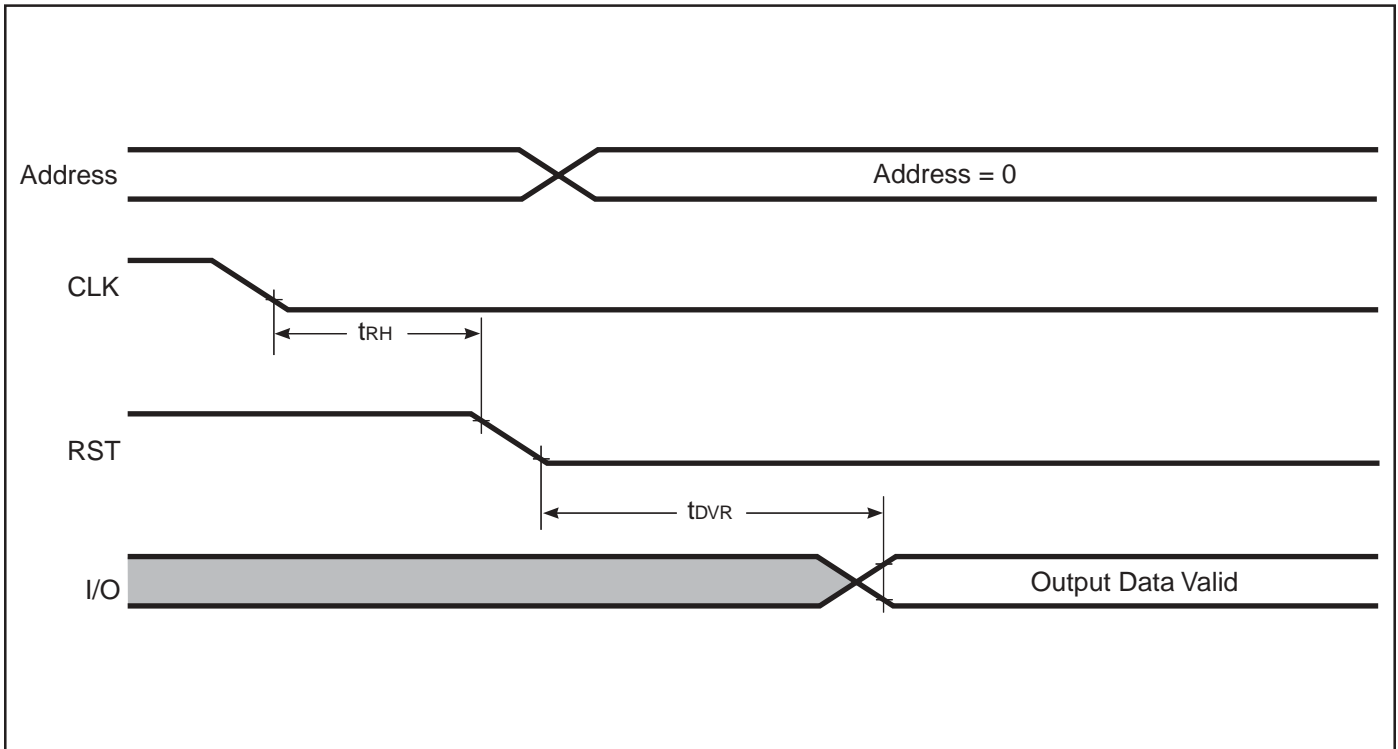 Address
Address = 0
CLK
tRH
RST
tDVR
I/O
Output Data Valid